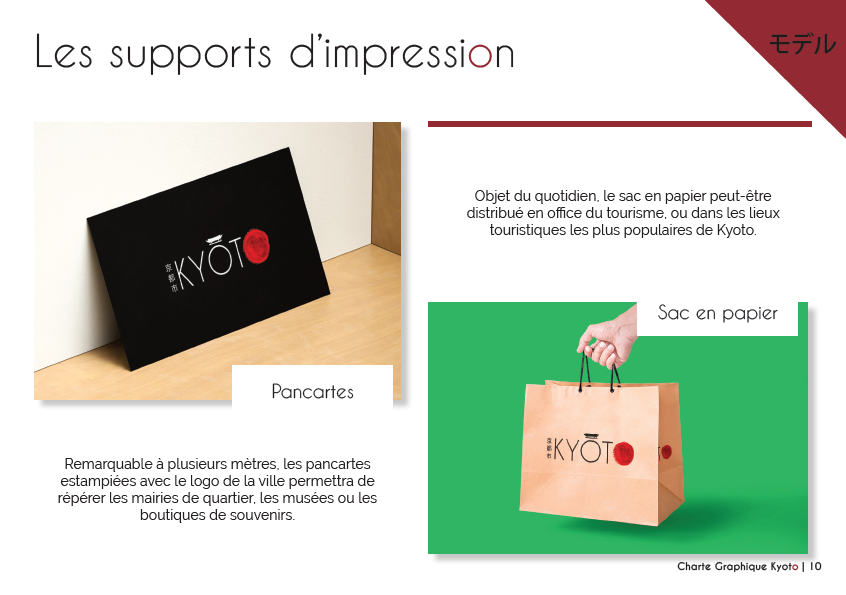 Les supports d'impression
モデル
京都市
KYOTO
Pancartes
Remarquable à plusieurs mètres, les pancartes
estampiées avec le logo de la ville permettra de
répérer les mairies de quartier, les musées ou les
boutiques de souvenirs.
Objet du quotidien, le sac en papier peut-être
distribué en office du tourisme, ou dans les lieux
touristiques les plus populaires de Kyoto.
Sac en papier
京都市
KYOTO
TO
Charte Graphique Kyoto | 10